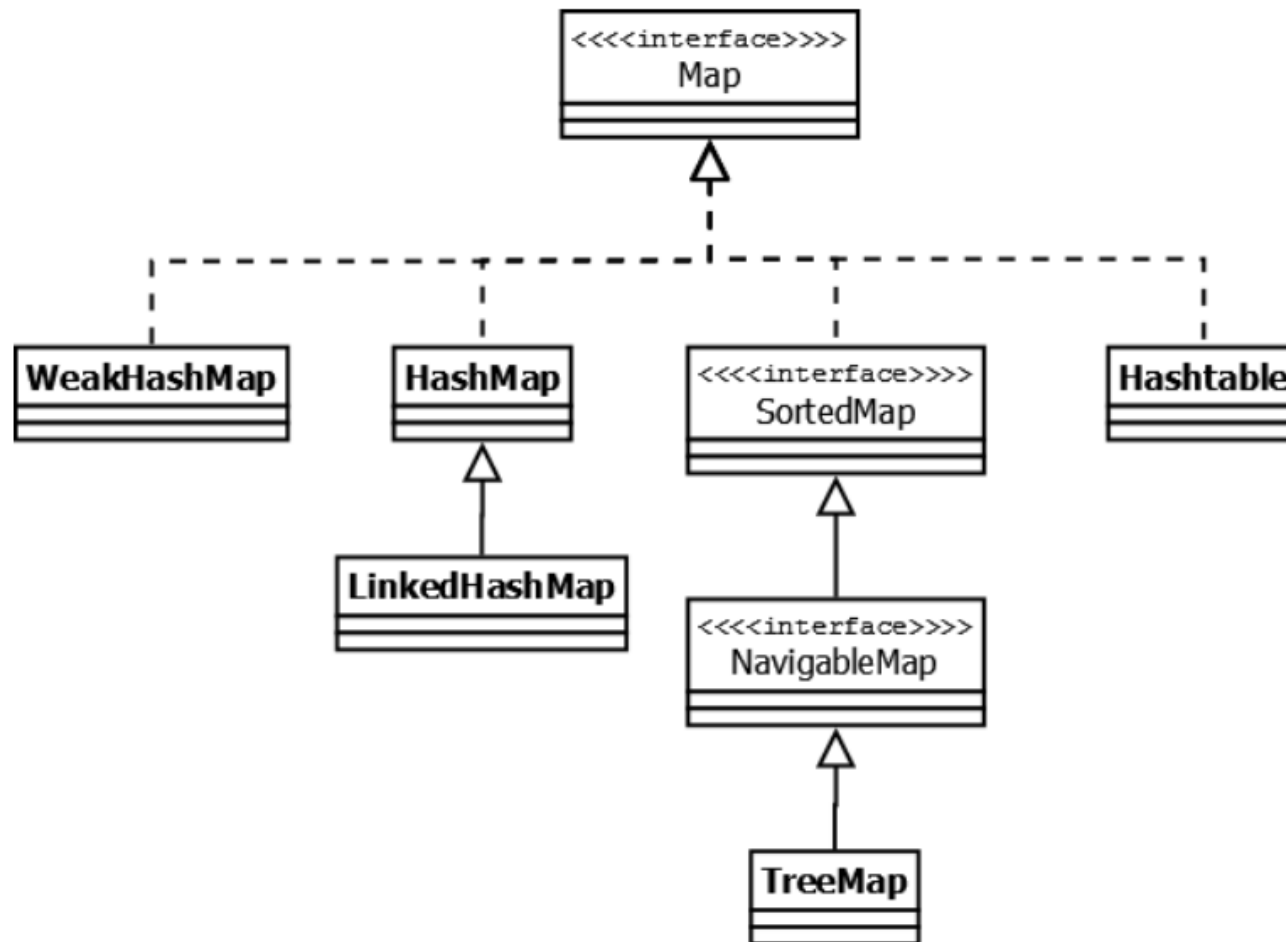 <<<<interface>>>>
Map
WeakHashMap
HashMap
<<<<interface>>>>
SortedMap
Hashtable
LinkedHashMap
<<<<interface>>>>
NavigableMap
TreeMap